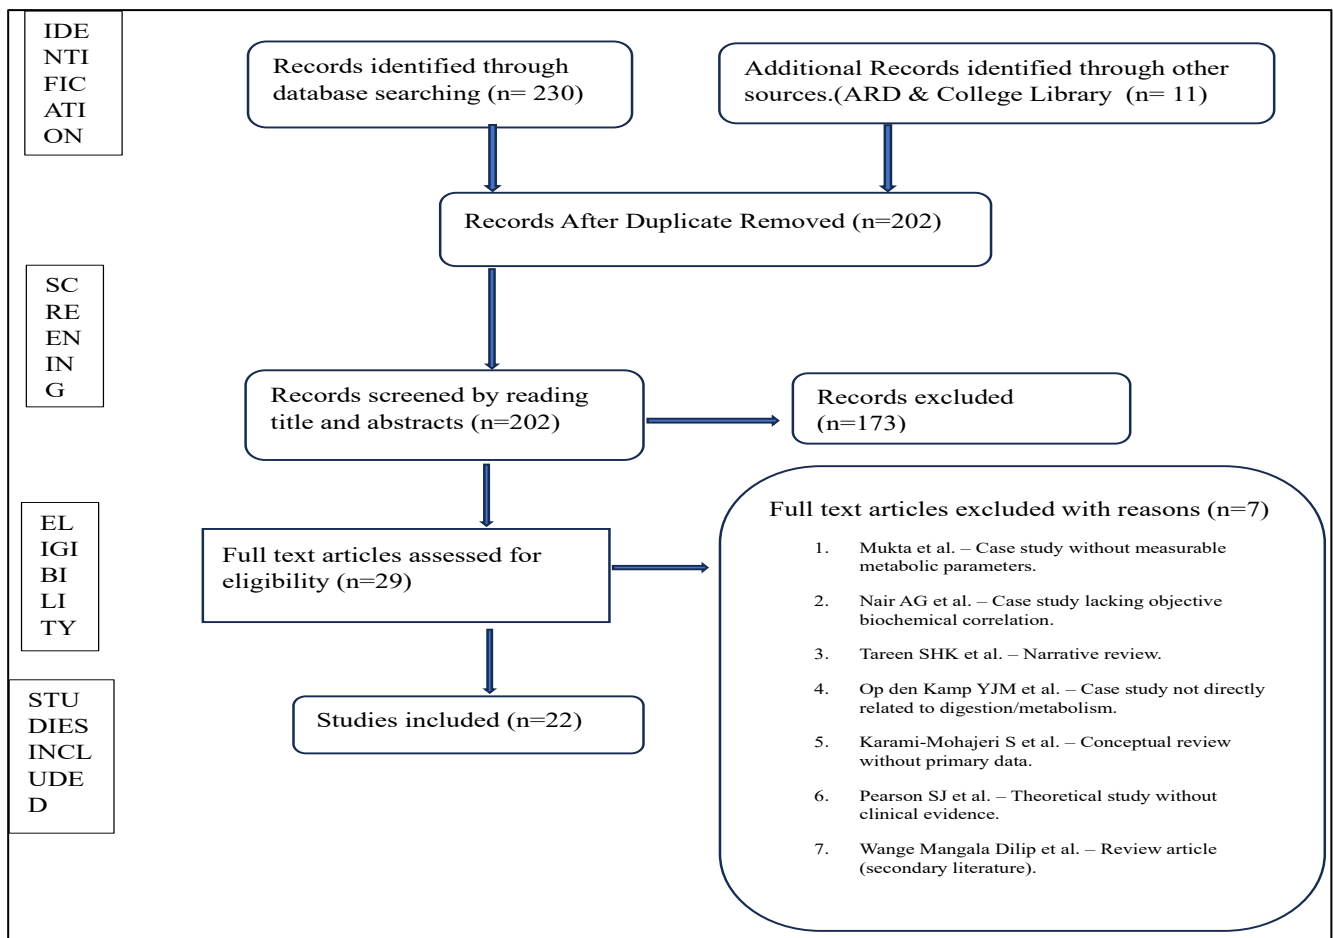 IDE
NTI
FIC
ATI
ON
Records identified through
database searching (n= 230)
Additional Records identified through other
sources.(ARD & College Library (n= 11)
Records After Duplicate Removed (n=202)
SC
RE
EN
IN
G
Records screened by reading
title and abstracts (n=202)
Records excluded
(n=173)
EL
IGI
BI
LI
TY
Full text articles assessed for
eligibility (n=29)
Full text articles excluded with reasons (n=7)
1. Mukta et al. – Case study without measurable
metabolic parameters.
2. Nair AG et al. – Case study lacking objective
biochemical correlation.
3. Tareen SHK et al. – Narrative review.
4. Op den Kamp YJM et al. – Case study not directly
related to digestion/metabolism.
5. Karami-Mohajeri S et al. – Conceptual review
without primary data.
6. Pearson SJ et al. – Theoretical study without
clinical evidence.
7. Wange Mangala Dilip et al. – Review article
(secondary literature).
STU
DIES
INCL
UDE
D
Studies included (n=22)